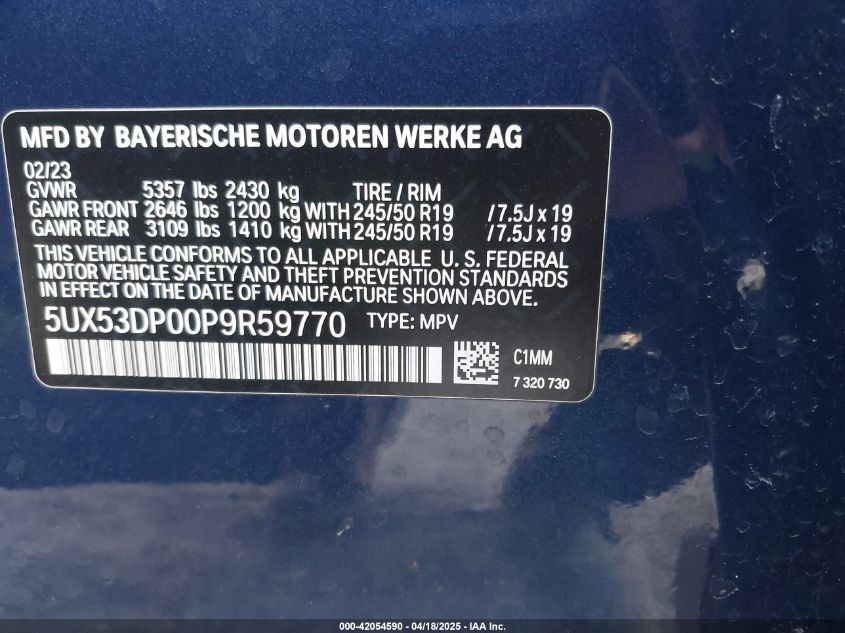 MFD BY BAYERISCHE MOTOREN WERKE AG
02/23
GVWR 5357 lbs 2430 kg TIRE / RIM
GAWR FRONT 2646 lbs 1200 kg WITH 245/50 R19 /7.5J x 19
GAWR REAR 3109 lbs 1410 kg WITH 245/50 R19 /7.5J x 19
THIS VEHICLE CONFORMS TO ALL APPLICABLE U. S. FEDERAL
MOTOR VEHICLE SAFETY AND THEFT PREVENTION STANDARDS
IN EFFECT ON THE DATE OF MANUFACTURE SHOWN ABOVE.
5UX53DP00P9R59770 TYPE: MPV
C1MM
7 320 730
000-42054590 - 04/18/2025 - IAA Inc.